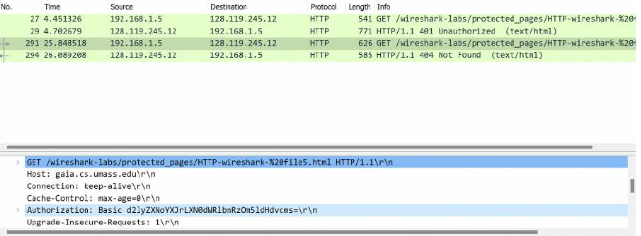 No. Time Source Destination Protocol Length Info
27 4.451326 192.168.1.5 128.119.245.12 HTTP 541 GET /wireshark-labs/protected_pages/HTTP-wireshark-%20
29 4.702679 128.119.245.12 192.168.1.5 HTTP 771 HTTP/1.1 401 Unauthorized (text/html)
291 25.848518 192.168.1.5 128.119.245.12 HTTP 626 GET /wireshark-labs/protected_pages/HTTP-wireshark-%20
294 26.089208 128.119.245.12 192.168.1.5 HTTP 585 HTTP/1.1 404 Not Found (text/html)
GET /wireshark-labs/protected_pages/HTTP-wireshark-%20file5.html HTTP/1.1\r\n
Host: gaia.cs.umass.edu\r\n
Connection: keep-alive\r\n
Cache-Control: max-age=0\r\n
Authorization: Basic d2lyZXNoYXJrLXN0dWRlbnRzOm5ldHdvcms=\r\n
Upgrade-Insecure-Requests: 1\r\n